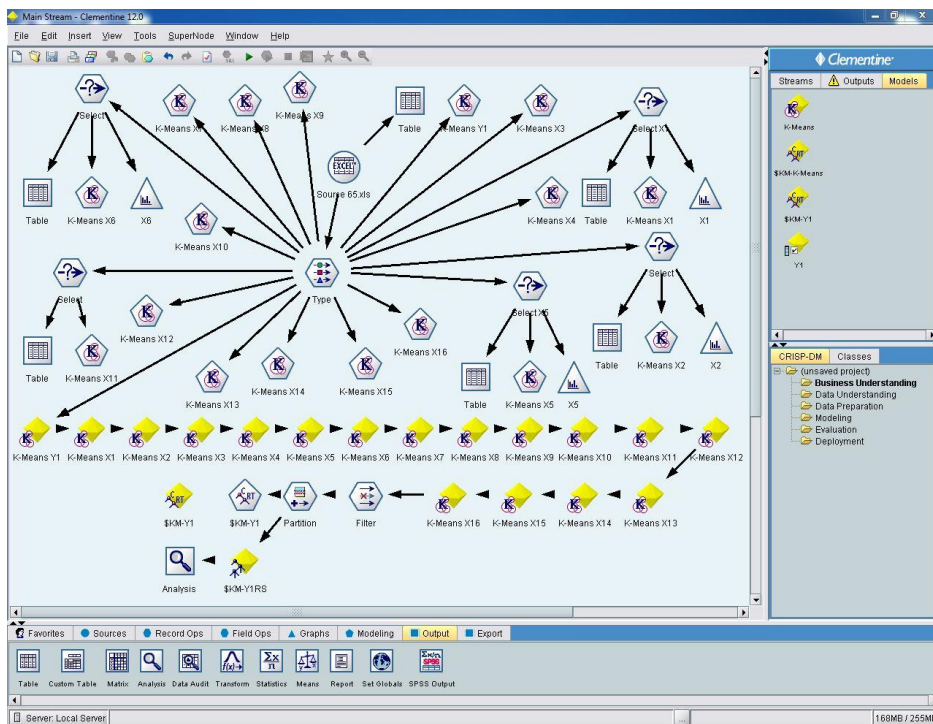 Main Stream - Clementine 12.0
File Edit Insert View Tools SuperNode Window Help
Clementine
Streams Outputs Models
K-Means
$KM-K-Means
$KM-Y1
Y1
Select
K-Means X8
K-Means X9
Table
K-Means Y1
K-Means X3
Select X1
EXCEL
Source 65.xls
Table
K-Means X6
X6
K-Means X10
K-Means X4
Table
K-Means X1
X1
Select
Type
Select X5
Select
K-Means X12
K-Means X16
Table
K-Means X11
K-Means X13
K-Means X14
K-Means X15
Table
K-Means X5
X5
Table
K-Means X2
X2
K-Means Y1 K-Means X1 K-Means X2 K-Means X3 K-Means X4 K-Means X5 K-Means X6 K-Means X7 K-Means X8 K-Means X9 K-Means X10 K-Means X11 K-Means X12
$KM-Y1 $KM-Y1 Partition Filter K-Means X16 K-Means X15 K-Means X14 K-Means X13
Analysis $KM-Y1RS
CRISP-DM Classes
(unsaved project)
Business Understanding
Data Understanding
Data Preparation
Modeling
Evaluation
Deployment
Favorites Sources Record Ops Field Ops Graphs Modeling Output Export
Table Custom Table Matrix Analysis Data Audit Transform Statistics Means Report Set Globals SPSS Output
Server: Local Server
168MB / 255M